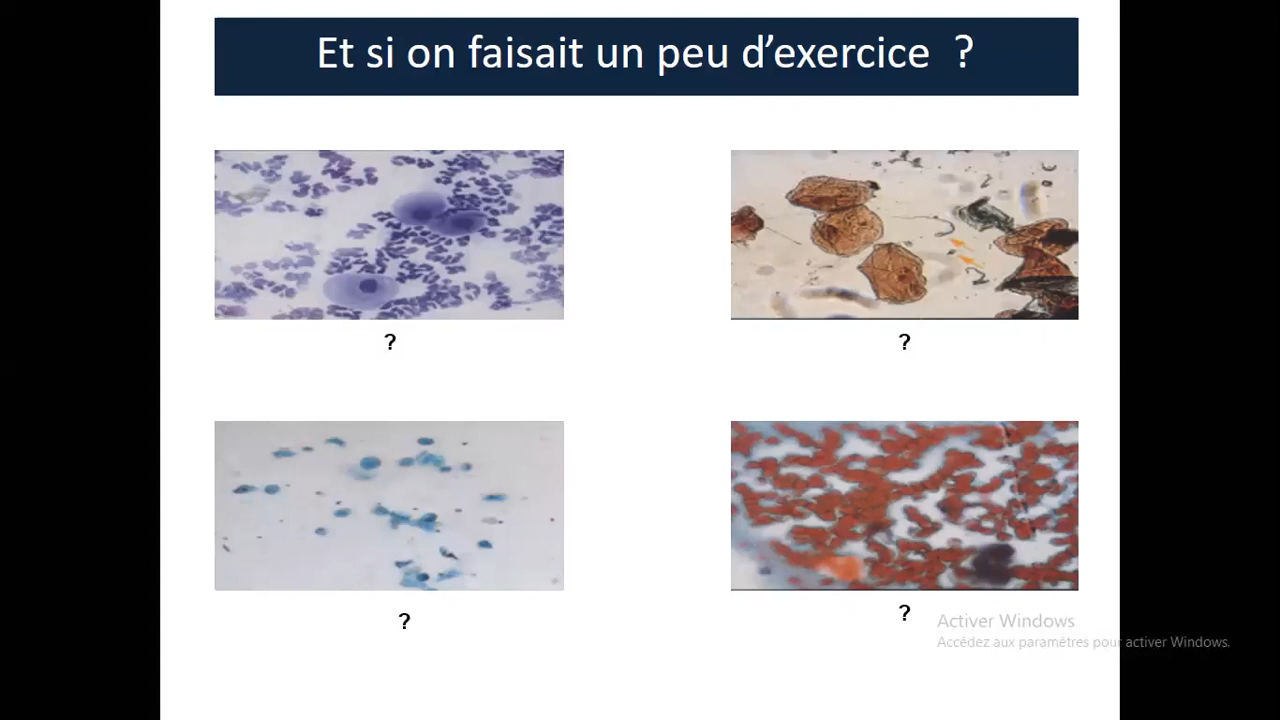 Et si on faisait un peu d’exercice ?
?
?
?
?
Activer Windows
Accédez aux paramètres pour activer Windows.